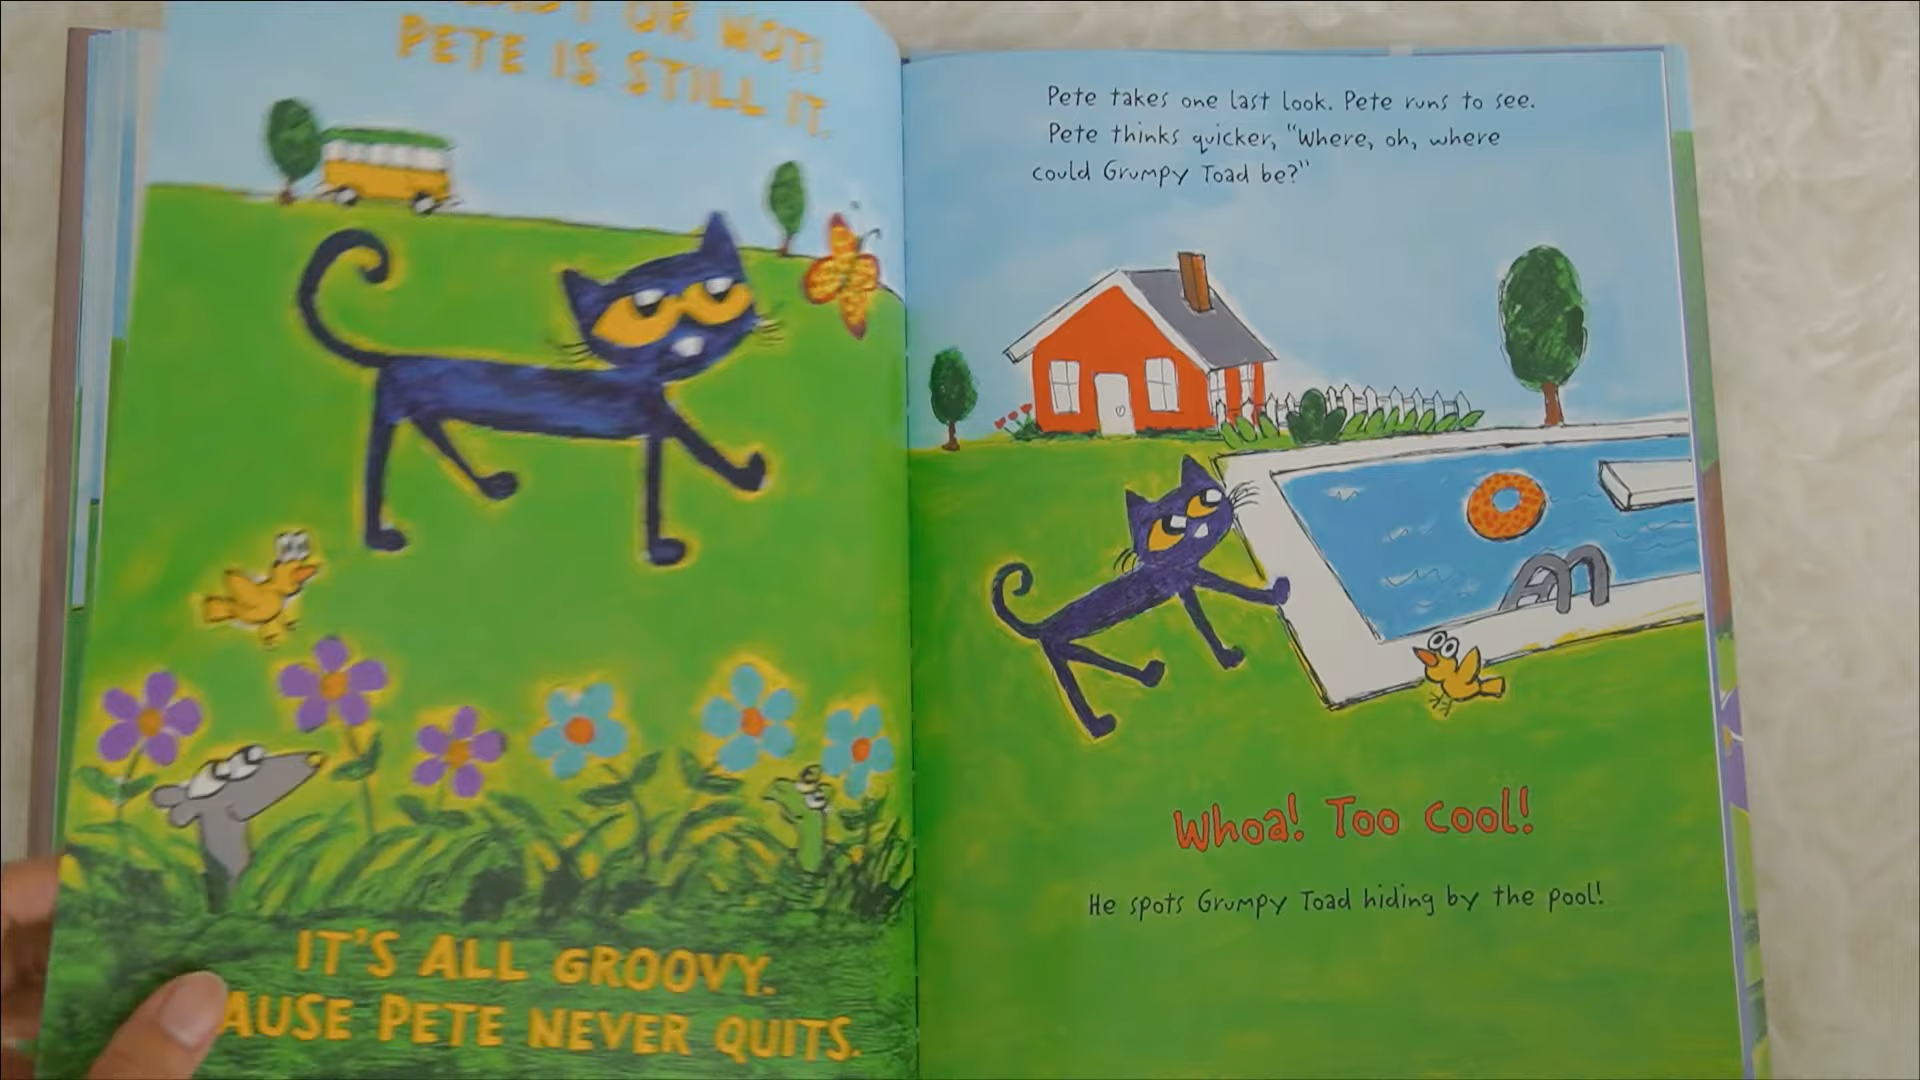 OR NOT!
PETE IS STILL IT.
IT'S ALL GROOVY.
PETE NEVER QUITS.
Pete takes one last look. Pete runs to see.
Pete thinks quicker, "Where, oh, where
could Grumpy Toad be?"
Whoa! Too cool!
He spots Grumpy Toad hiding by the pool!